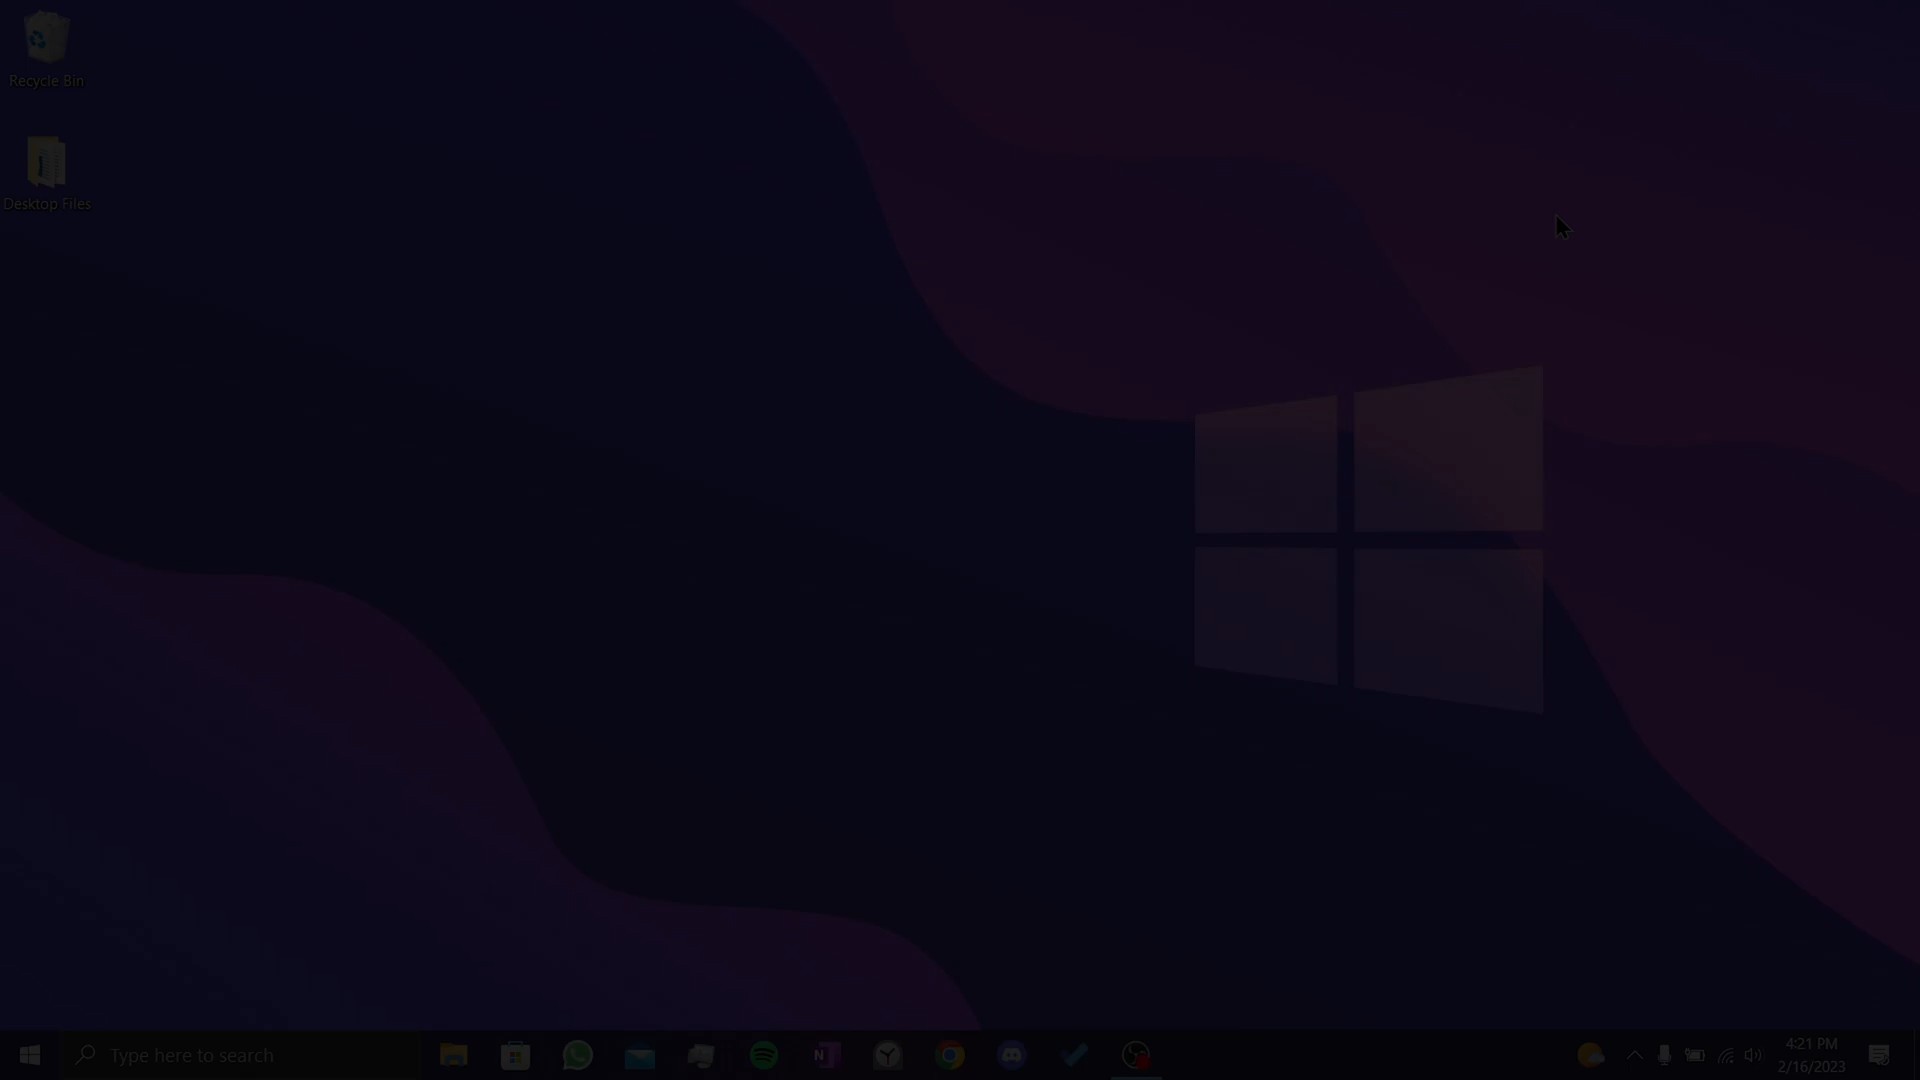 Recycle Bin
Desktop Files
Type here to search
N
4:21 PM
2/16/2023